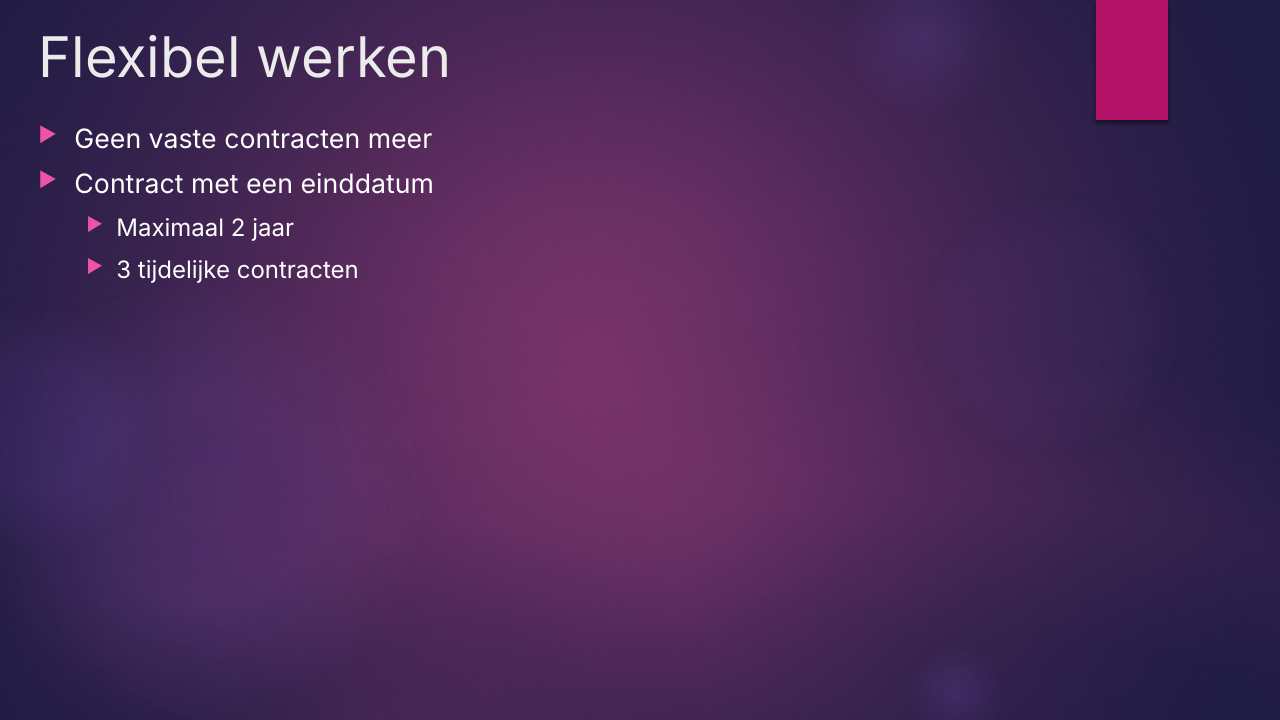 Flexibel werken
Geen vaste contracten meer
Contract met een einddatum
Maximaal 2 jaar
3 tijdelijke contracten